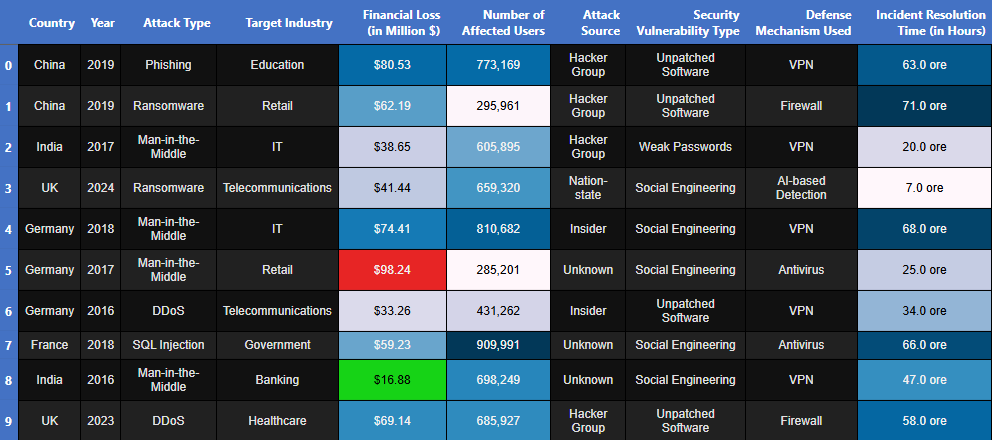 Country Year Attack Type Target Industry Financial Loss (in Million $) Number of Affected Users Attack Source Security Vulnerability Type Defense Mechanism Used Incident Resolution Time (in Hours)
0 China 2019 Phishing Education $80.53 773,169 Hacker Group Unpatched Software VPN 63.0 ore
1 China 2019 Ransomware Retail $62.19 295,961 Hacker Group Unpatched Software Firewall 71.0 ore
2 India 2017 Man-in-the-Middle IT $38.65 605,895 Hacker Group Weak Passwords VPN 20.0 ore
3 UK 2024 Ransomware Telecommunications $41.44 659,320 Nation-state Social Engineering AI-based Detection 7.0 ore
4 Germany 2018 Man-in-the-Middle IT $74.41 810,682 Insider Social Engineering VPN 68.0 ore
5 Germany 2017 Man-in-the-Middle Retail $98.24 285,201 Unknown Social Engineering Antivirus 25.0 ore
6 Germany 2016 DDoS Telecommunications $33.26 431,262 Insider Unpatched Software VPN 34.0 ore
7 France 2018 SQL Injection Government $59.23 909,991 Unknown Social Engineering Antivirus 66.0 ore
8 India 2016 Man-in-the-Middle Banking $16.88 698,249 Unknown Social Engineering VPN 47.0 ore
9 UK 2023 DDoS Healthcare $69.14 685,927 Hacker Group Unpatched Software Firewall 58.0 ore